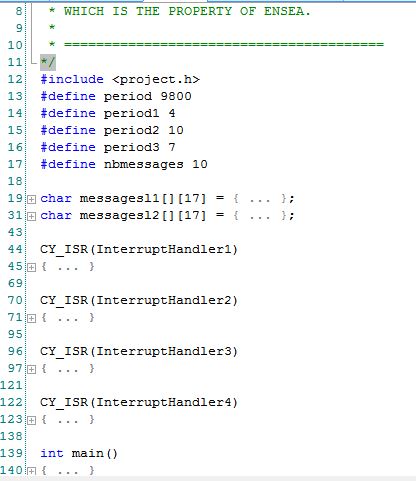 8 * WHICH IS THE PROPERTY OF ENSEA.
9 *
10 * ========================================
11 */
12 #include <project.h>
13 #define period 9800
14 #define period1 4
15 #define period2 10
16 #define period3 7
17 #define nbmessages 10
18
19 char messagesl1[][17] = { ... };
31 char messagesl2[][17] = { ... };
43
44 CY_ISR(InterruptHandler1)
45 { ... }
69
70 CY_ISR(InterruptHandler2)
71 { ... }
95
96 CY_ISR(InterruptHandler3)
97 { ... }
121
122 CY_ISR(InterruptHandler4)
123 { ... }
138
139 int main()
140 { ... }